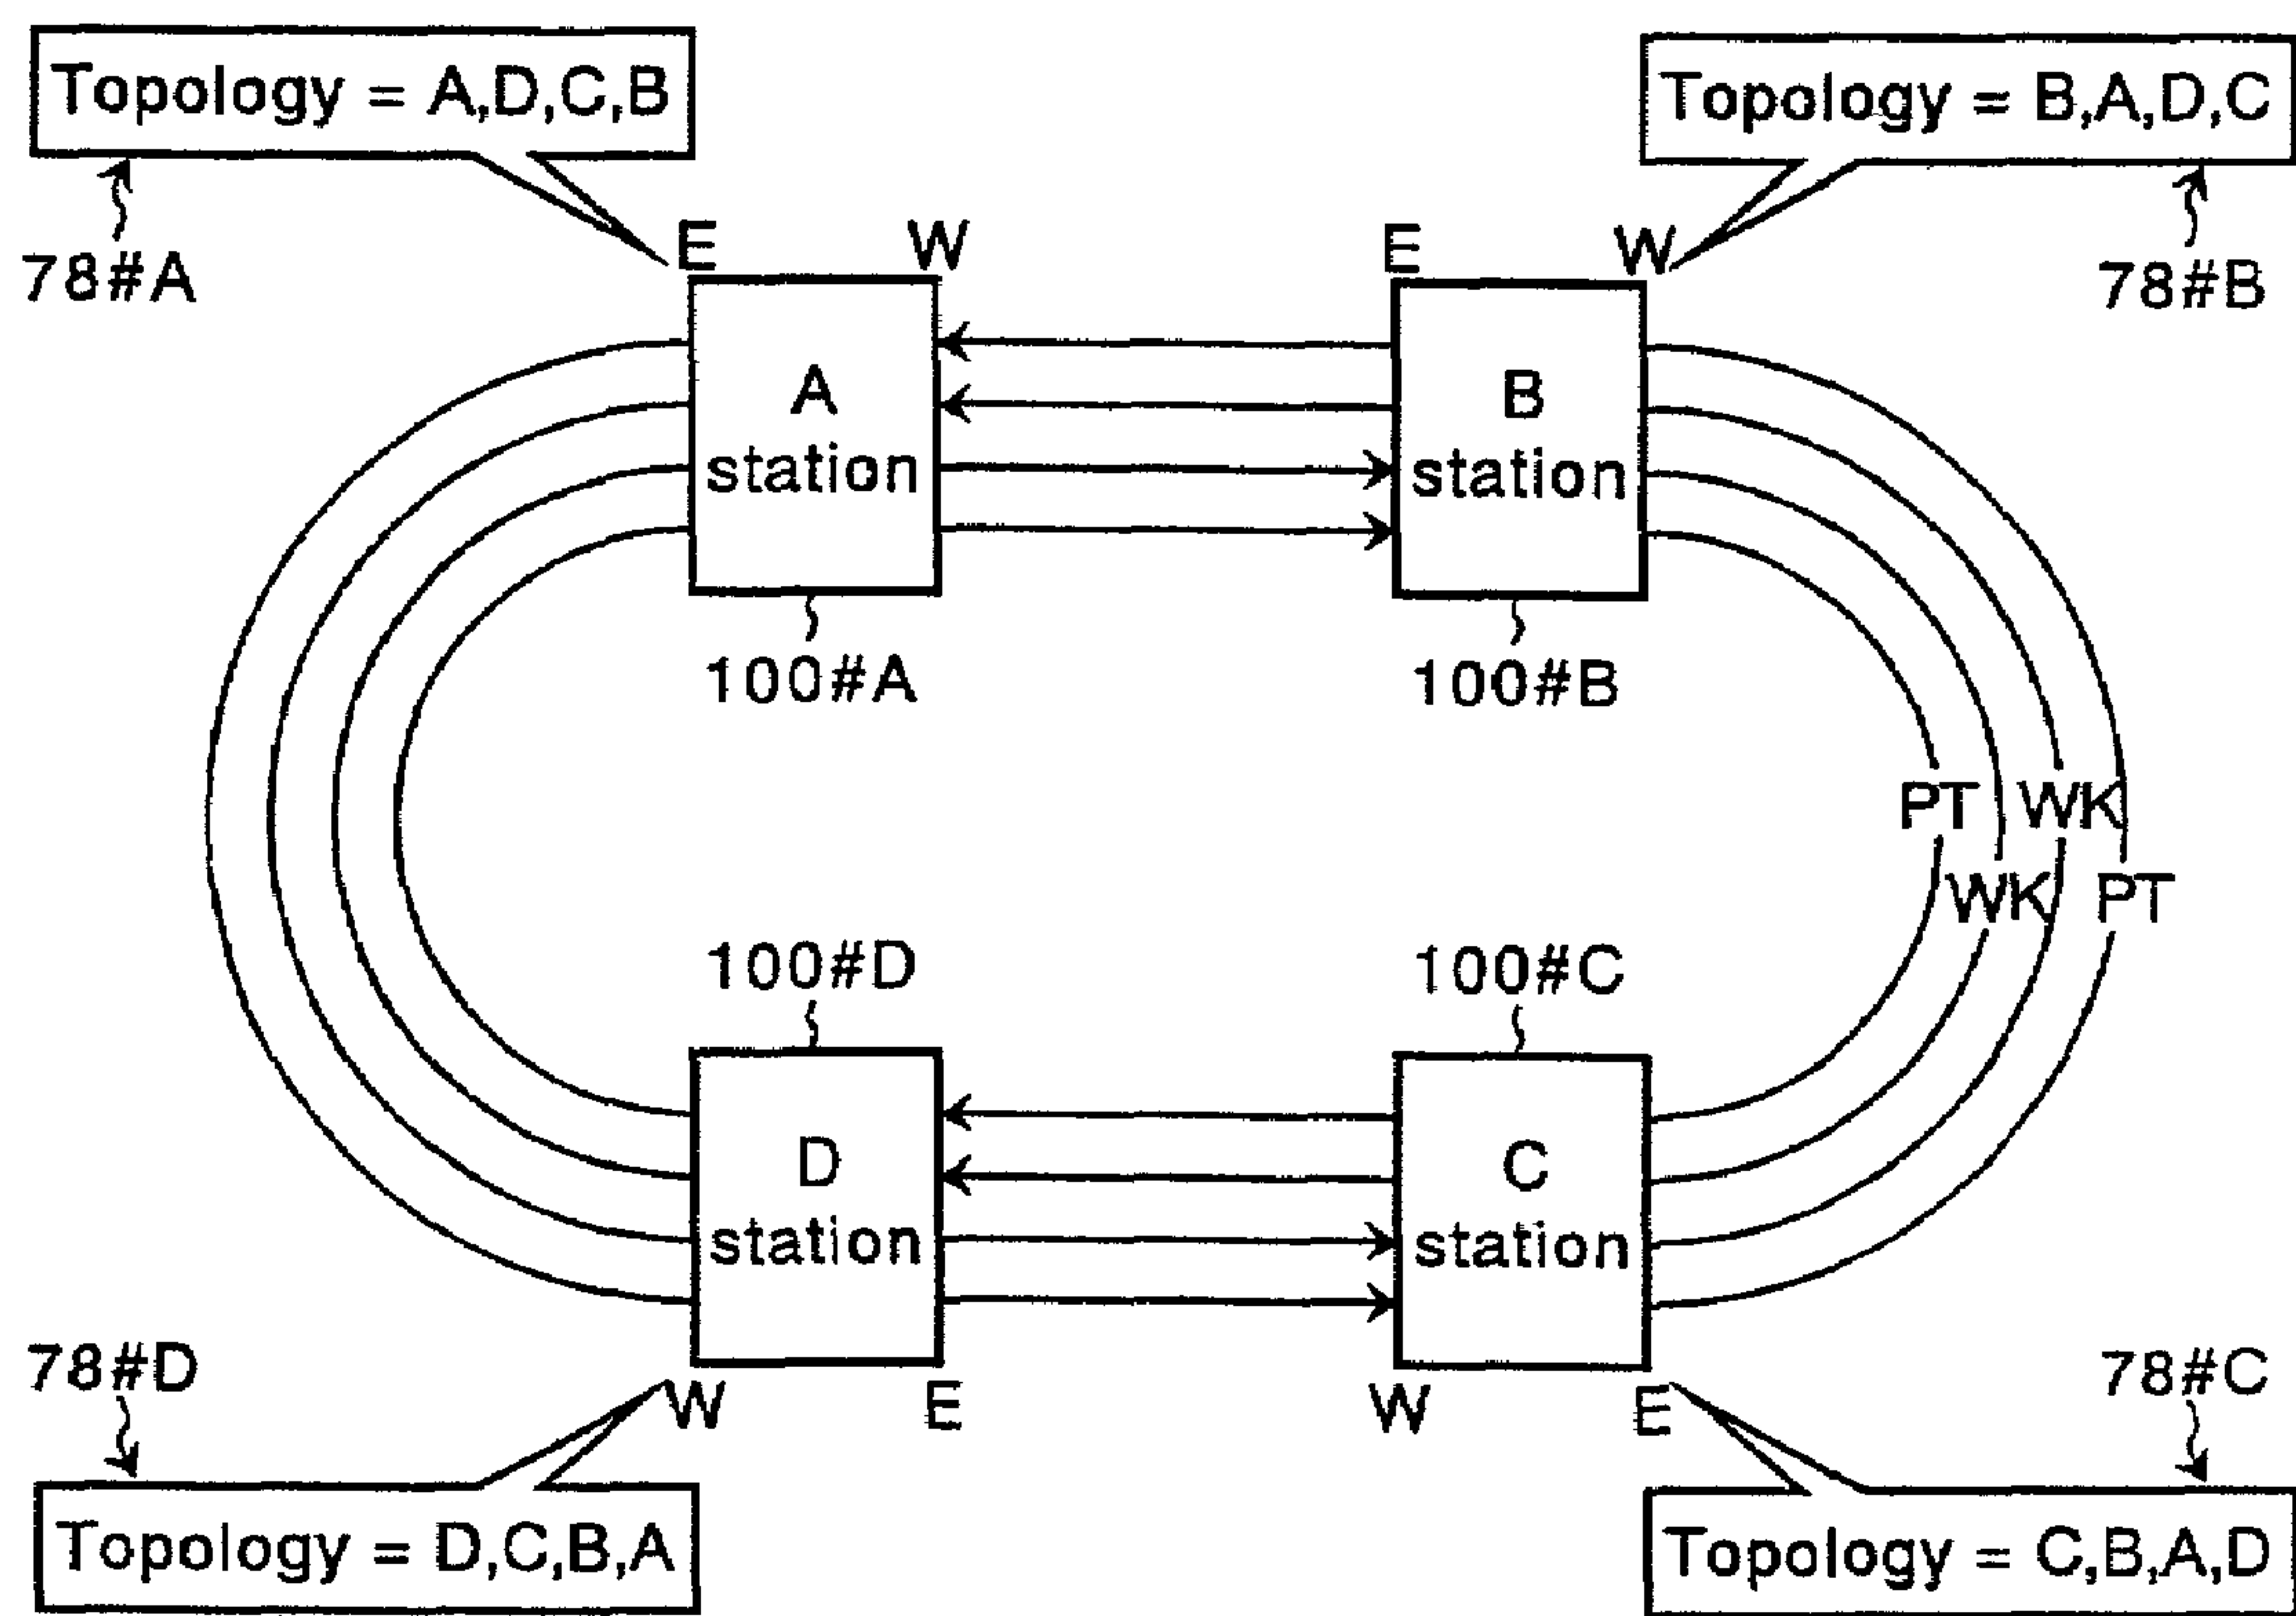 Topology = A,D,C,B
Topology = B,A,D,C
78#A
E
W
E
W
78#B
A
station
B
station
100#A
100#B
PT
WK
WK
PT
100#D
100#C
D
station
C
station
78#D
W
E
W
E
78#C
Topology = D,C,B,A
Topology = C,B,A,D